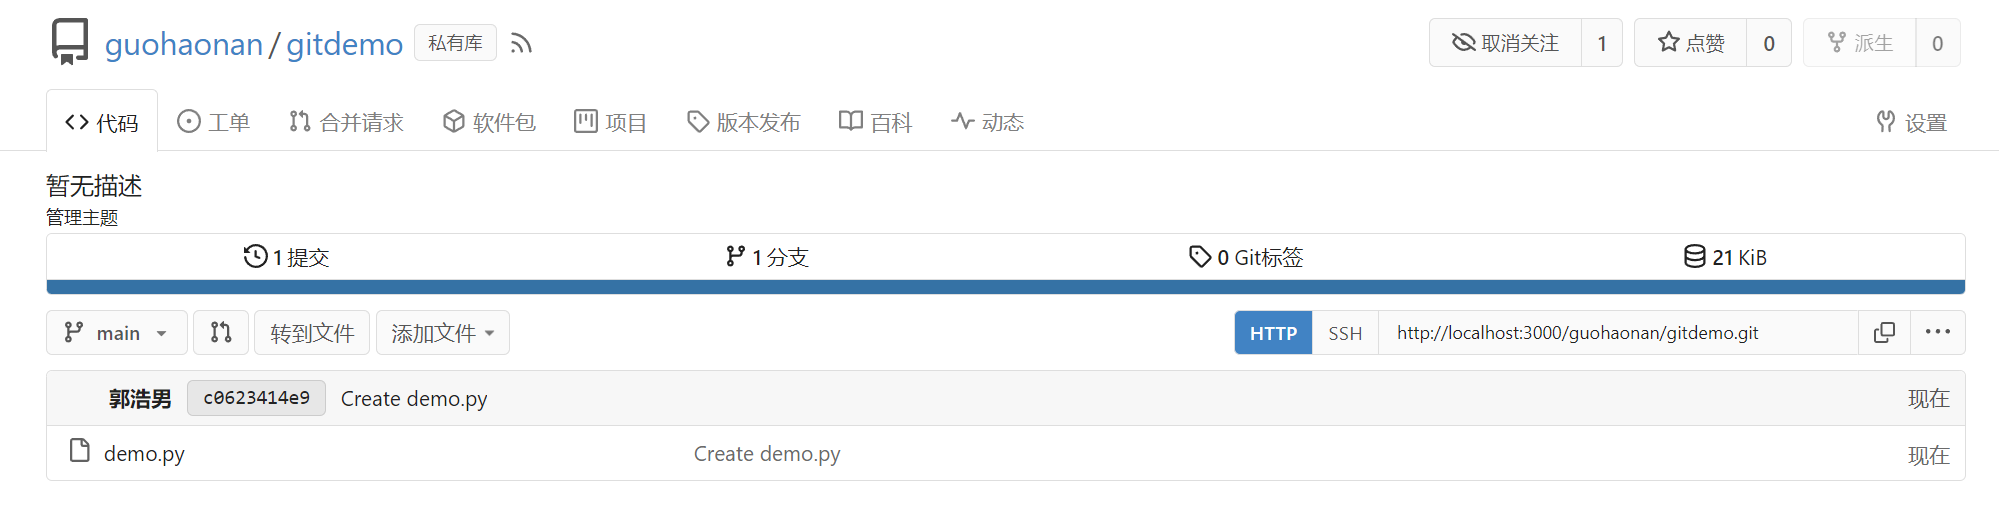 guohaonan / gitdemo 私有库 取消关注 1 点赞 0 派生 0
代码 工单 合并请求 软件包 项目 版本发布 百科 动态 设置
暂无描述
管理主题
1 提交 1 分支 0 Git标签 21 KiB
main 转到文件 添加文件 HTTP SSH http://localhost:3000/guohaonan/gitdemo.git
郭浩男 c0623414e9 Create demo.py 现在
demo.py Create demo.py 现在